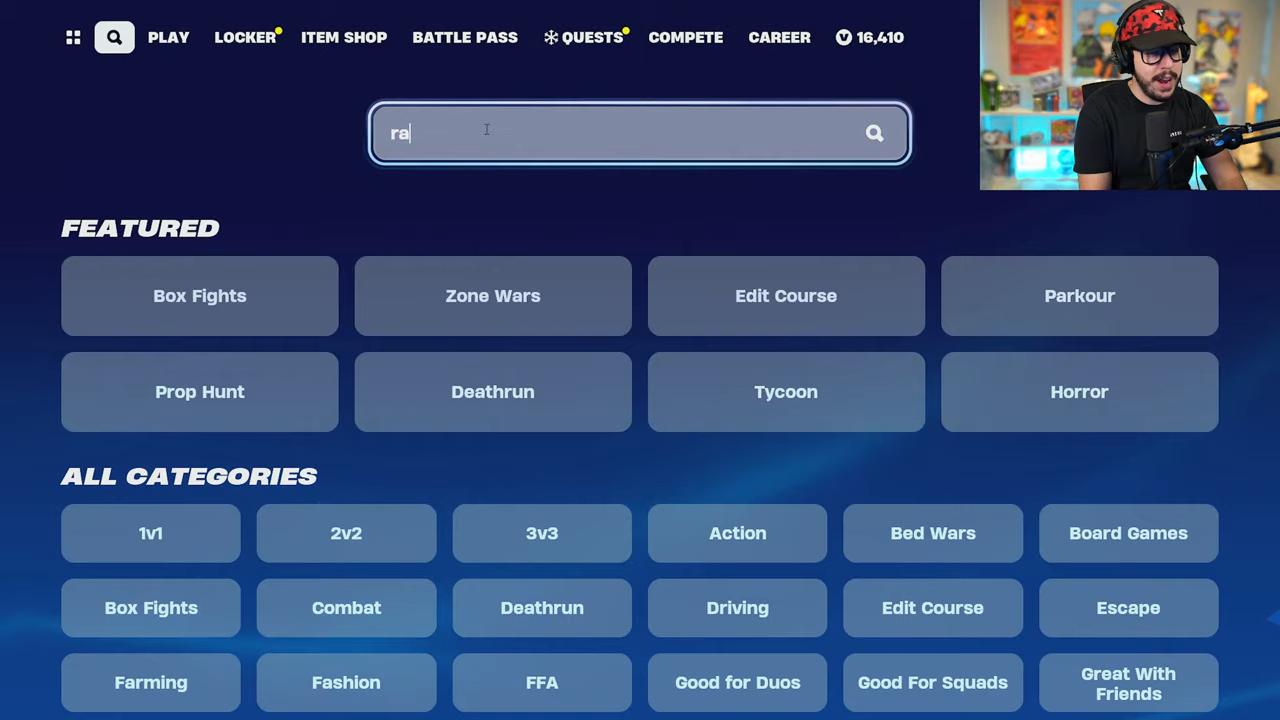 PLAY LOCKER ITEM SHOP BATTLE PASS QUESTS COMPETE CAREER V 16,410
ra
FEATURED
Box Fights Zone Wars Edit Course Parkour
Prop Hunt Deathrun Tycoon Horror
ALL CATEGORIES
1v1 2v2 3v3 Action Bed Wars Board Games
Box Fights Combat Deathrun Driving Edit Course Escape
Farming Fashion FFA Good for Duos Good For Squads Great With
Friends